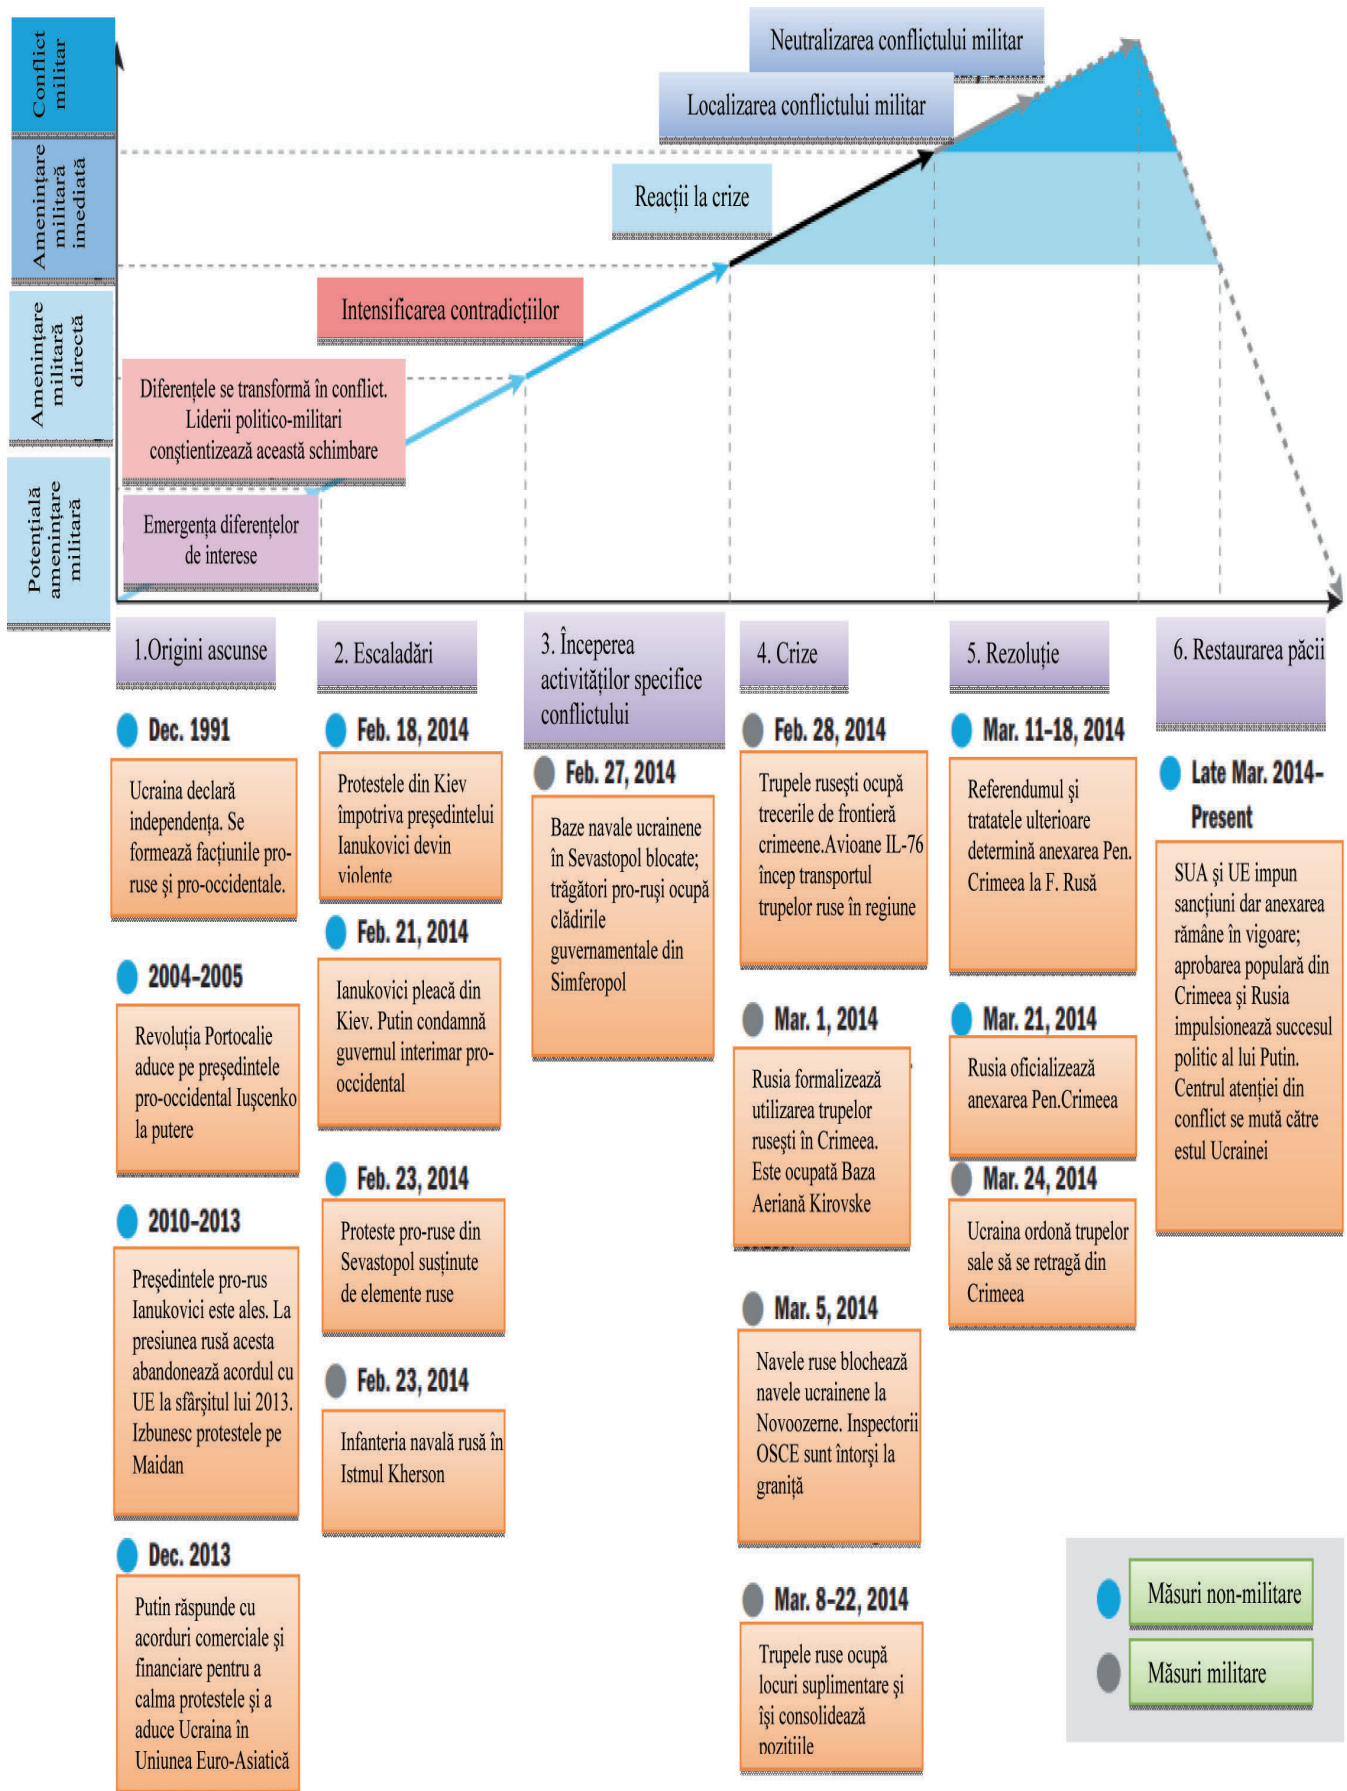 Conflict
militar
Amenințare
militară
imediată
Amenințare
militară
directă
Potențială
amenințare
militară
Neutralizarea conflictului militar
Localizarea conflictului militar
Reacții la crize
Intensificarea contradicțiilor
Diferențele se transformă în conflict.
Liderii politico-militari
conștientizează această schimbare
Emergența diferențelor
de interese
1.Origini ascunse
Dec. 1991
Ucraina declară
independența. Se
formează facțiunile pro-
ruse și pro-occidentale.
2004–2005
Revoluția Portocalie
aduce pe președintele
pro-occidental Iușcenko
la putere
2010–2013
Președintele pro-rus
Ianukovici este ales. La
presiunea rusă acesta
abandonează acordul cu
UE la sfârșitul lui 2013.
Izbunesc protestele pe
Maidan
Dec. 2013
Putin răspunde cu
acorduri comerciale și
financiare pentru a
calma protestele și a
aduce Ucraina în
Uniunea Euro-Asiatică
2. Escaladări
Feb. 18, 2014
Protestele din Kiev
împotriva președintelui
Ianukovici devin
violente
Feb. 21, 2014
Ianukovici pleacă din
Kiev. Putin condamnă
guvernul interimar pro-
occidental
Feb. 23, 2014
Proteste pro-ruse din
Sevastopol susținute
de elemente ruse
Feb. 23, 2014
Infanteria navală rusă în
Istmul Kherson
3. Începerea
activităților specifice
conflictului
Feb. 27, 2014
Baze navale ucrainene
în Sevastopol blocate;
trăgători pro-ruși ocupă
clădirile
guvernamentale din
Simferopol
4. Crize
Feb. 28, 2014
Trupele rusești ocupă
trecerile de frontieră
crimeene.Avioane IL-76
încep transportul
trupelor ruse în regiune
Mar. 1, 2014
Rusia formalizează
utilizarea trupelor
rusești în Crimeea.
Este ocupată Baza
Aeriană Kirovske
Mar. 5, 2014
Navele ruse blochează
navele ucrainene la
Novoozerne. Inspectorii
OSCE sunt întorși la
graniță
Mar. 8–22, 2014
Trupele ruse ocupă
locuri suplimentare și
își consolidează
pozițiile
5. Rezoluție
Mar. 11–18, 2014
Referendumul și
tratatele ulterioare
determină anexarea Pen.
Crimeea la F. Rusă
Mar. 21, 2014
Rusia oficializează
anexarea Pen.Crimeea
Mar. 24, 2014
Ucraina ordonă trupelor
sale să se retragă din
Crimeea
6. Restaurarea păcii
Late Mar. 2014–
Present
SUA și UE impun
sancțiuni dar anexarea
rămâne în vigoare;
aprobarea populară din
Crimeea și Rusia
impulsionează succesul
politic al lui Putin.
Centrul atenției din
conflict se mută către
estul Ucrainei
Măsuri non-militare
Măsuri militare